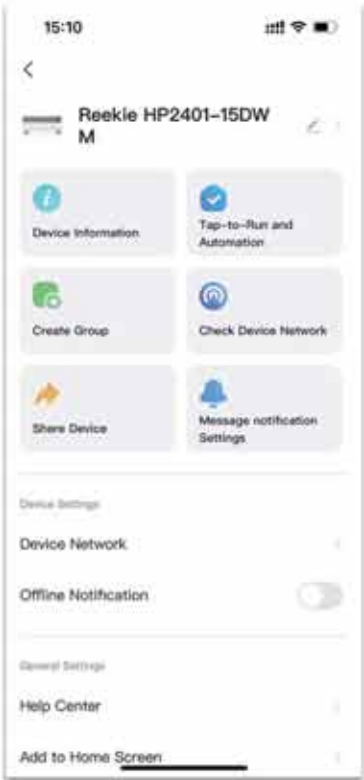 15:10
Reekie HP2401-15DW
M
Device Information
Tap-to-Run and
Automation
Create Group
Check Device Network
Share Device
Message notification
Settings
Device Settings
Device Network
Offline Notification
General Settings
Help Center
Add to Home Screen